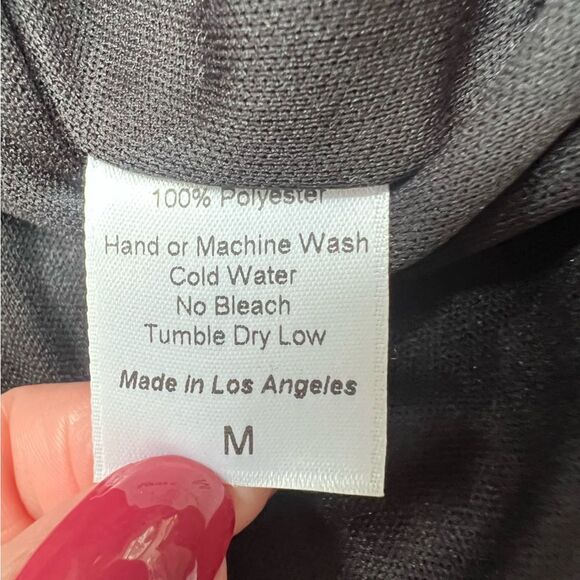 100% Polyester
Hand or Machine Wash
Cold Water
No Bleach
Tumble Dry Low
Made in Los Angeles
M